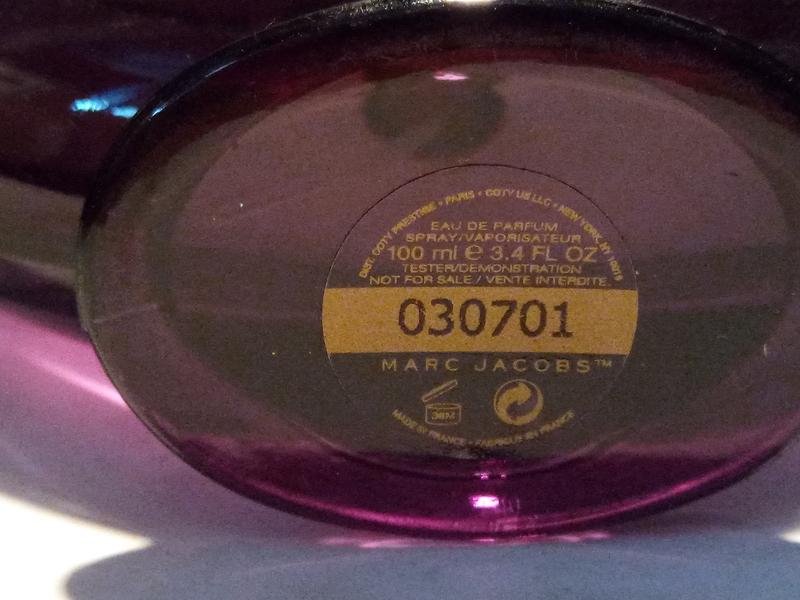 DIST. COTY PRESTIGE • PARIS • COTY US LLC • NEW YORK, NY 10016
EAU DE PARFUM
SPRAY/VAPORISATEUR
100 ml e 3.4 FL OZ
TESTER/DEMONSTRATION
NOT FOR SALE / VENTE INTERDITE
030701
MARC JACOBS™
36M
MADE IN FRANCE • FABRIQUÉ EN FRANCE